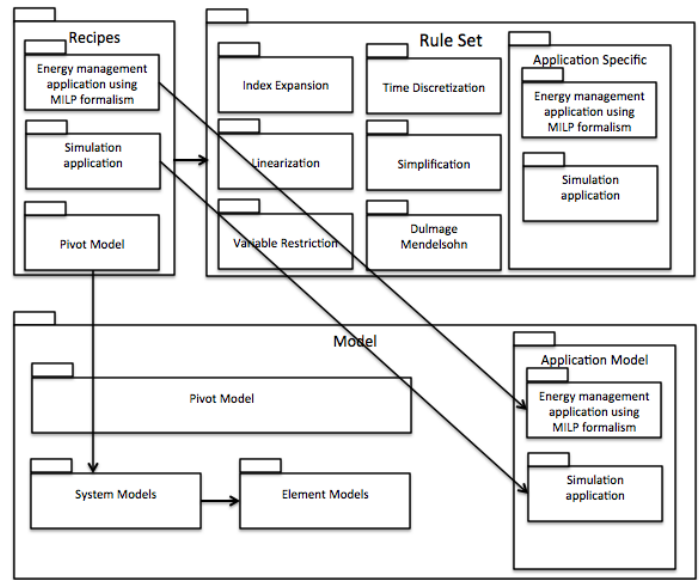 Recipes
Energy management
application using
MILP formalism
Simulation
application
Pivot Model
Rule Set
Index Expansion
Time Discretization
Linearization
Simplification
Variable Restriction
Dulmage
Mendelsohn
Application Specific
Energy management
application using
MILP formalism
Simulation
application
Model
Pivot Model
System Models
Element Models
Application Model
Energy management
application using
MILP formalism
Simulation
application